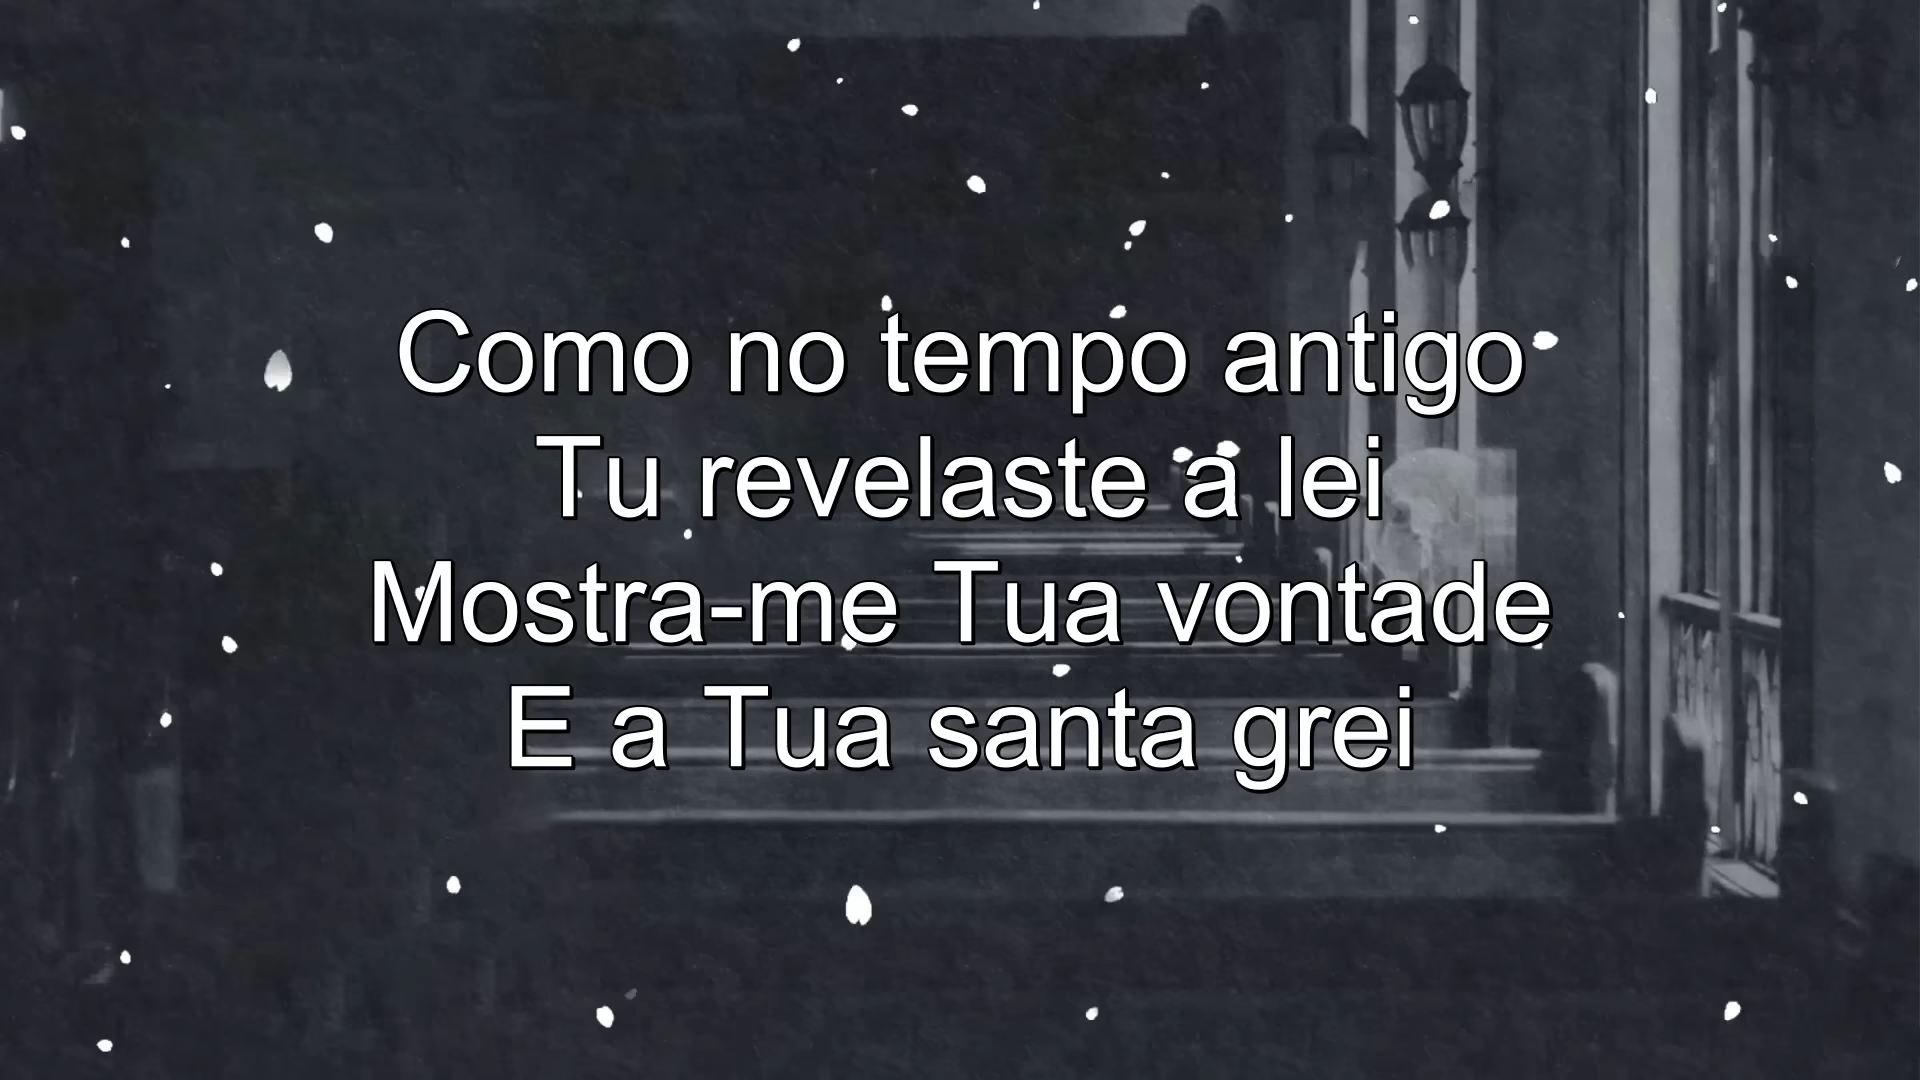 Como no tempo antigo
Tu revelaste a lei
Mostra-me Tua vontade
E a Tua santa grei